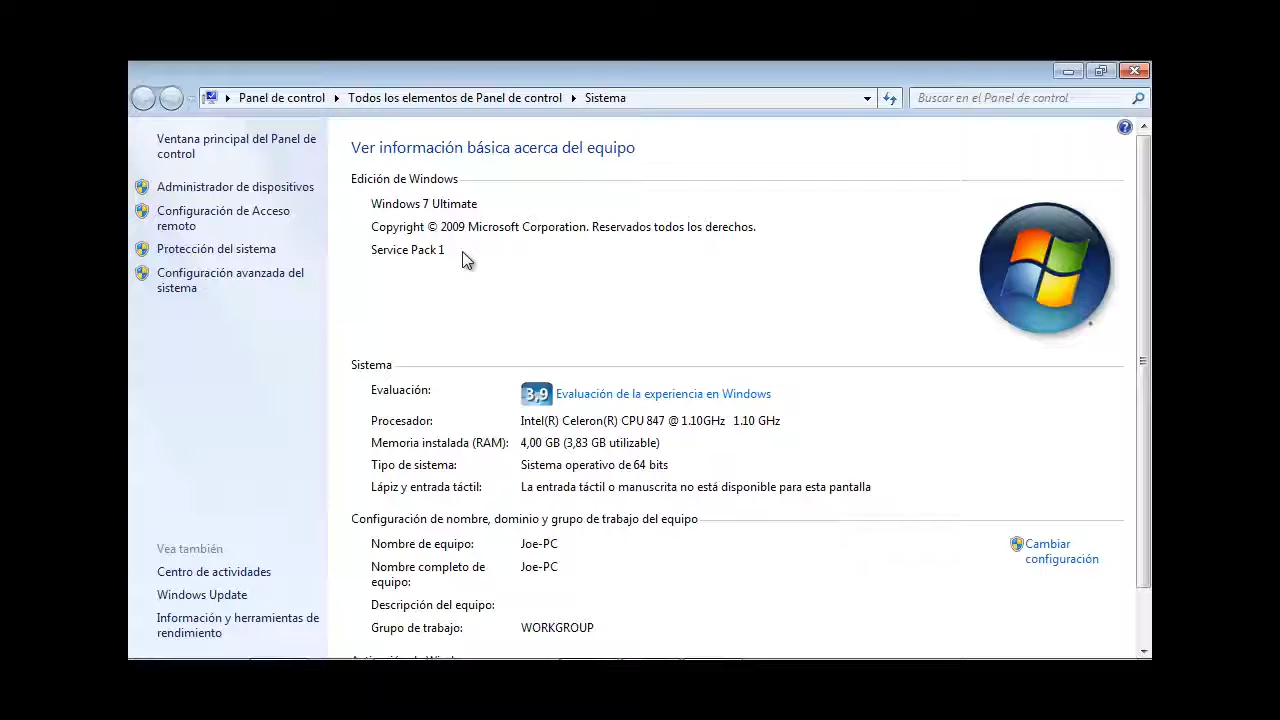 Panel de control
Todos los elementos de Panel de control
Sistema
Buscar en el Panel de control
Ventana principal del Panel de
control
Administrador de dispositivos
Configuración de Acceso
remoto
Protección del sistema
Configuración avanzada del
sistema
Vea también
Centro de actividades
Windows Update
Información y herramientas de
rendimiento
Ver información básica acerca del equipo
Edición de Windows
Windows 7 Ultimate
Copyright © 2009 Microsoft Corporation. Reservados todos los derechos.
Service Pack 1
Sistema
Evaluación: 3,9 Evaluación de la experiencia en Windows
Procesador: Intel(R) Celeron(R) CPU 847 @ 1.10GHz 1.10 GHz
Memoria instalada (RAM): 4,00 GB (3,83 GB utilizable)
Tipo de sistema: Sistema operativo de 64 bits
Lápiz y entrada táctil: La entrada táctil o manuscrita no está disponible para esta pantalla
Configuración de nombre, dominio y grupo de trabajo del equipo
Nombre de equipo: Joe-PC
Cambiar
configuración
Nombre completo de
equipo: Joe-PC
Descripción del equipo:
Grupo de trabajo: WORKGROUP